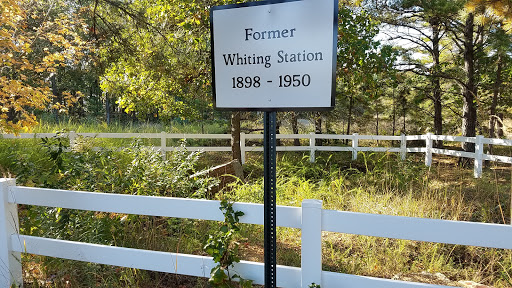 Former
Whiting Station
1898 - 1950